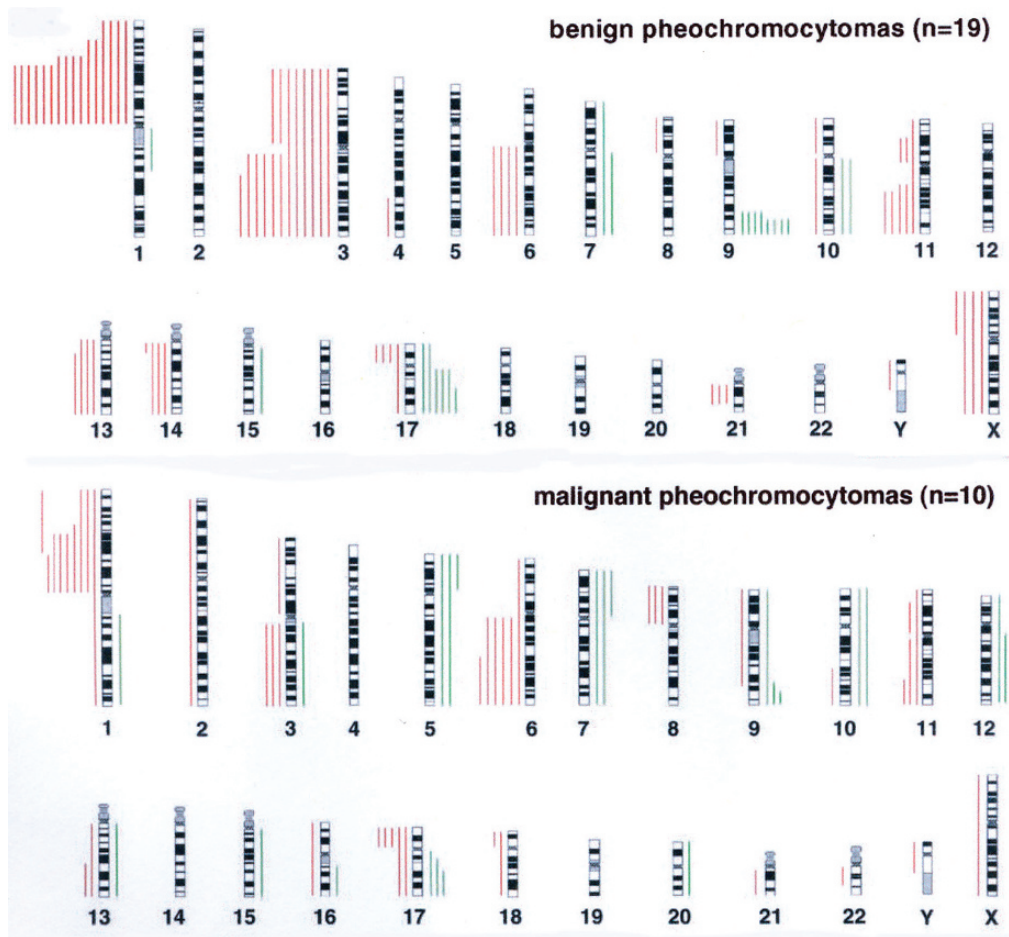 benign pheochromocytomas (n=19)
1 2 3 4 5 6 7 8 9 10 11 12
13 14 15 16 17 18 19 20 21 22 Y X
malignant pheochromocytomas (n=10)
1 2 3 4 5 6 7 8 9 10 11 12
13 14 15 16 17 18 19 20 21 22 Y X